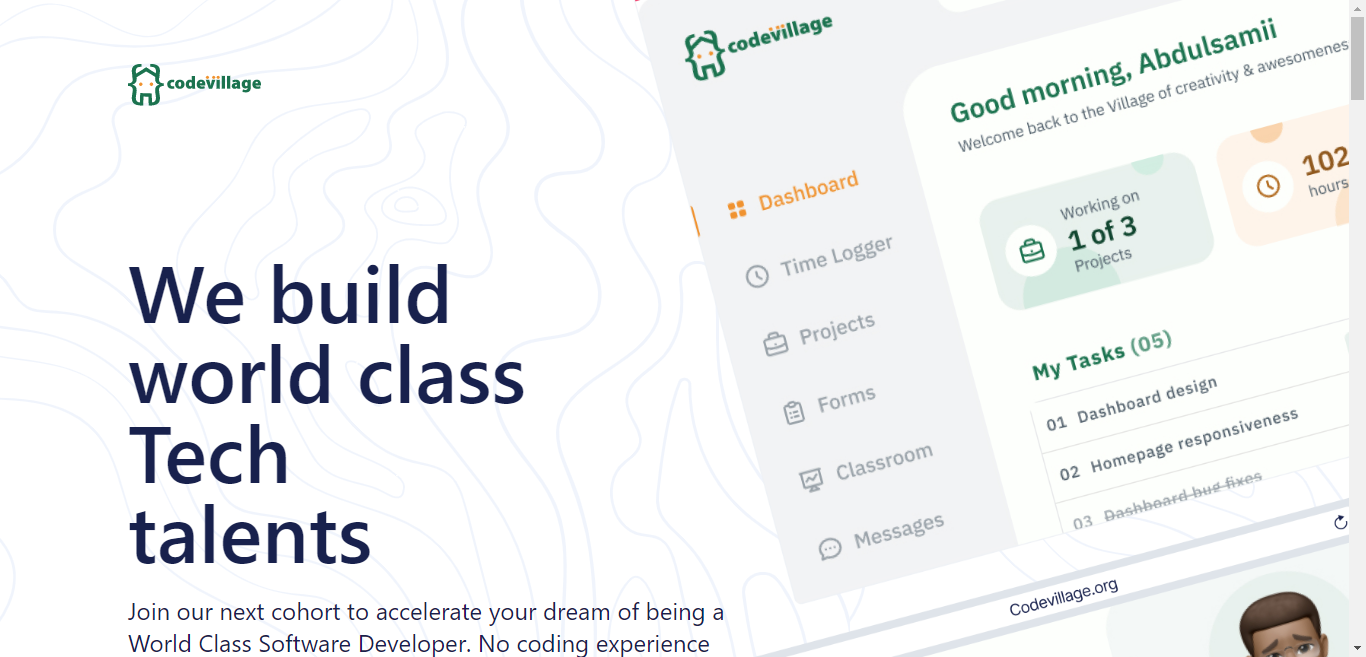 codevillage
We build
world class
Tech
talents
Join our next cohort to accelerate your dream of being a
World Class Software Developer. No coding experience
codevillage
Good morning, Abdulsamii
Welcome back to the Village of creativity & awesomenes
Dashboard
Time Logger
Projects
Forms
Classroom
Messages
Working on
1 of 3
Projects
102
hours
My Tasks (05)
01 Dashboard design
02 Homepage responsiveness
03 Dashboard bug fixes
Codevillage.org